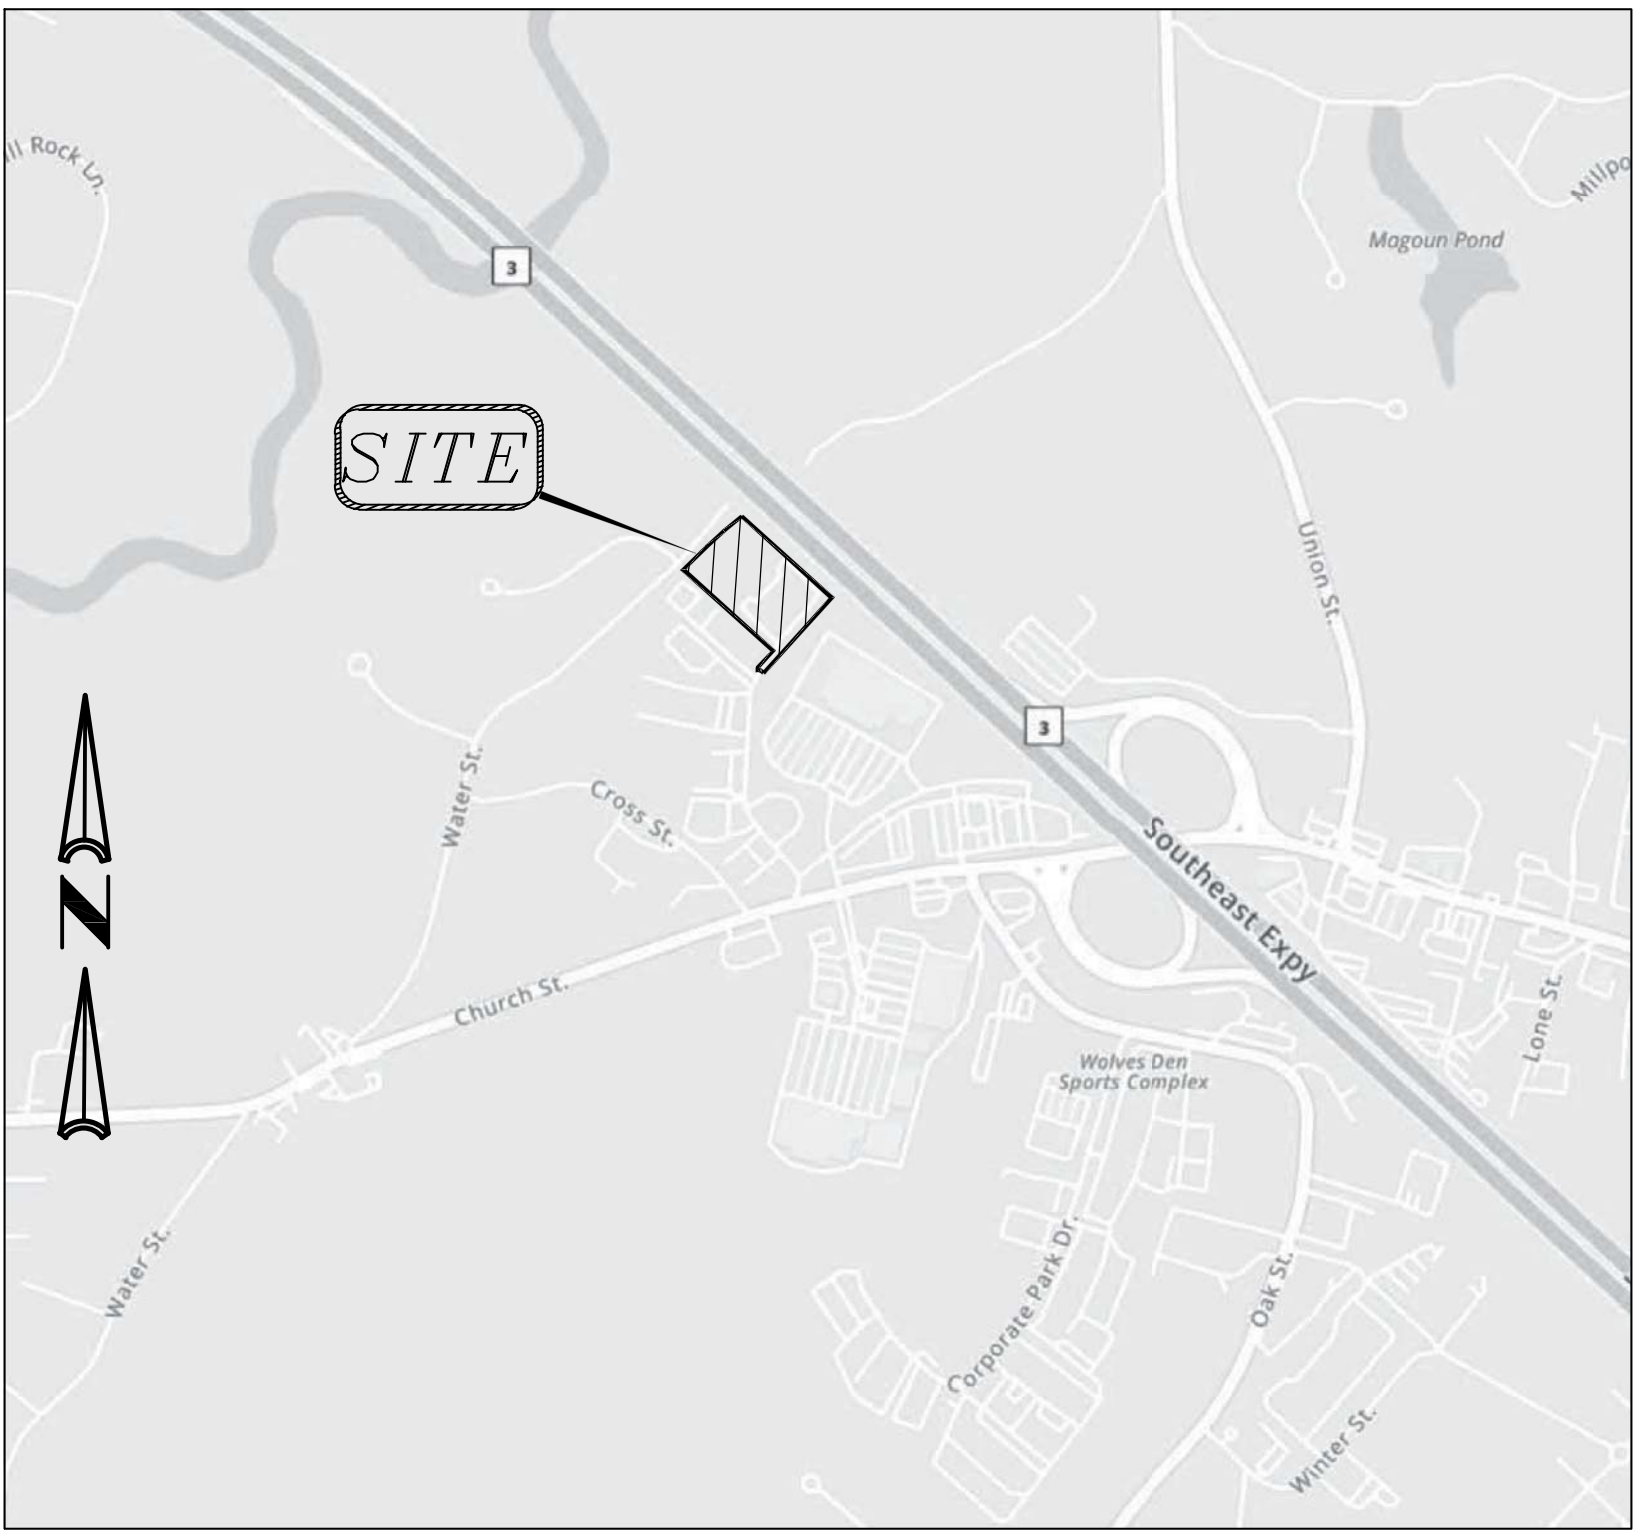 ll Rock Ln.
Millpo
Magoun Pond
3
SITE
Union St.
3
Water St.
Cross St.
Southeast Expy
N
Church St.
Lone St.
Wolves Den
Sports Complex
Water St.
Corporate Park Dr.
Oak St.
Winter St.